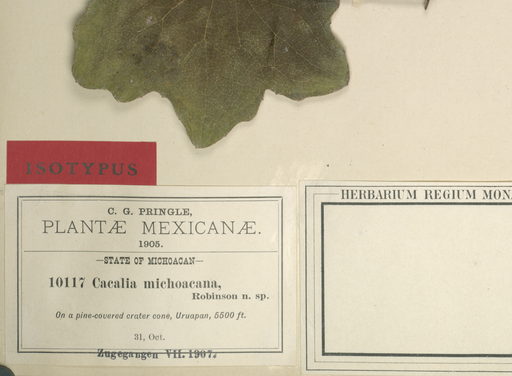 ISOTYPUS
C. G. PRINGLE,
PLANTÆ MEXICANÆ.
1905.
—STATE OF MICHOACAN—
10117 Cacalia michoacana,
Robinson n. sp.
On a pine-covered crater cone, Uruapan, 5500 ft.
31, Oct.
Zugegangen VII. 1907.
HERBARIUM REGIUM MON